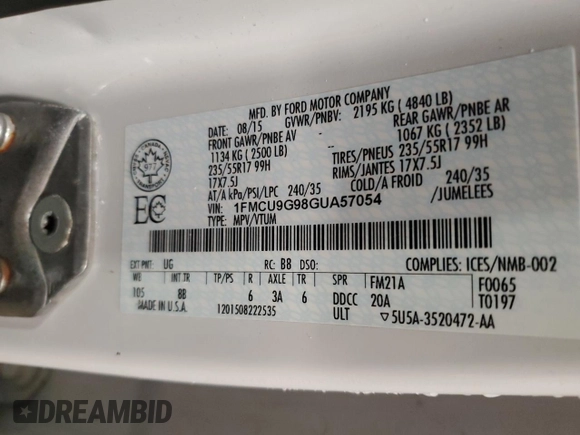 MFD. BY FORD MOTOR COMPANY
DATE: 08/15 GVWR/PNBV: 2195 KG ( 4840 LB)
FRONT GAWR/PNBE AV REAR GAWR/PNBE AR
1134 KG ( 2500 LB) 1067 KG ( 2352 LB)
235/55R17 99H TIRES/PNEUS 235/55R17 99H
17X7.5J RIMS/JANTES 17X7.5J
AT/A kPa/PSI/LPC 240/35 COLD/A FROID 240/35
VIN: 1FMCU9G98GUA57054 /JUMELEES
TYPE: MPV/VTUM
CANADA
EC
EXT PNT: UG RC: B8 DSO: COMPLIES: ICES/NMB-002
WB INT TR TP/PS R AXLE TR SPR FM21A F0065
105 8B 6 3A 6 DDCC 20A T0197
MADE IN U.S.A. 1201508222535 ULT ▽5U5A-3520472-AA
DREAMBID